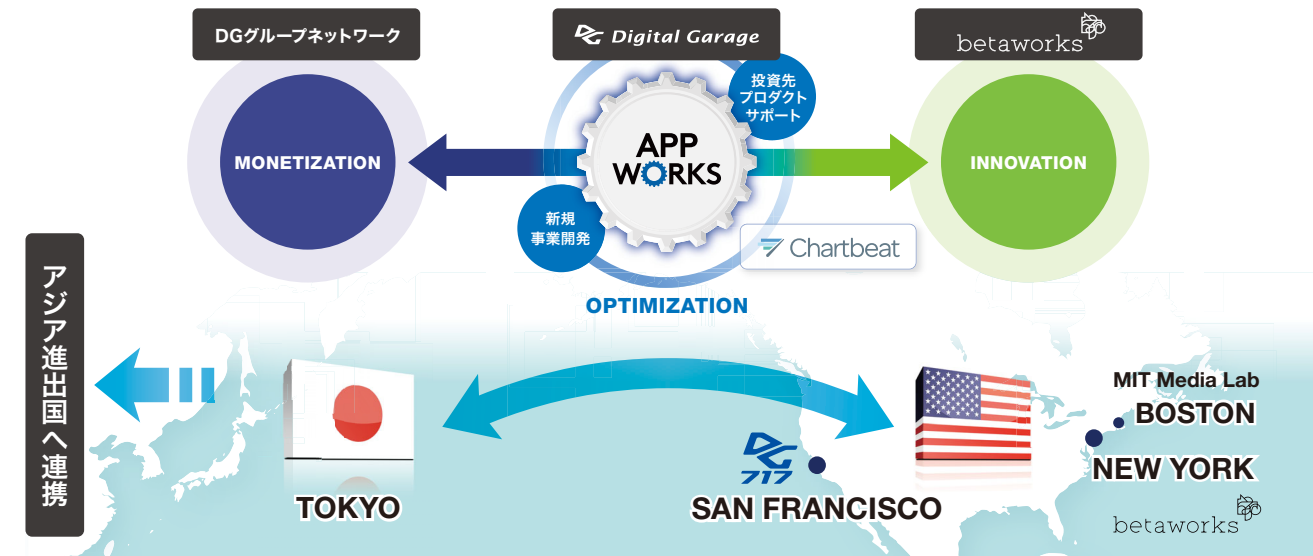 DGグループネットワーク
DG Digital Garage
betaworks
投資先
プロダクト
サポート
MONETIZATION
APP
WORKS
INNOVATION
新規
事業開発
Chartbeat
OPTIMIZATION
アジア進出国へ連携
MIT Media Lab
BOSTON
DG
717
NEW YORK
TOKYO
SAN FRANCISCO
betaworks